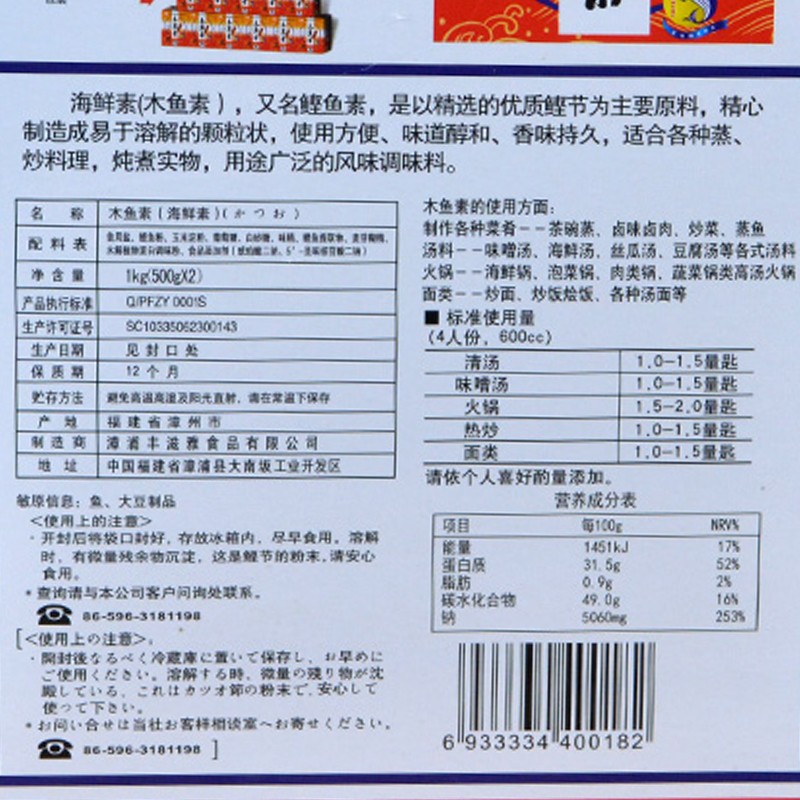 海鲜素(木鱼素)，又名鲣鱼素，是以精选的优质鲣节为主要原料，精心
制造成易于溶解的颗粒状，使用方便、味道醇和、香味持久，适合各种蒸、
炒料理，炖煮实物，用途广泛的风味调味料。
名 称 木鱼素(海鲜素)(かつお)
配料表
净含量 1kg(500gX2)
产品执行标准 Q/PFZY 0001S
生产许可证号 SC10335062300143
生产日期 见封口处
保质期 12个月
贮存方法 避免高温高湿及阳光直射，请在常温下保存
产 地 福建省漳州市
制造商 漳浦丰滋雅食品有限公司
地 址 中国福建省漳浦县大南坂工业开发区
敏原信息：鱼、大豆制品
<使用上的注意>
·开封后将袋口封好，存放冰箱内，尽早食用。溶解
时，有微量残余物沉淀，这是鲣节的粉末,请安心
食用。
*查询请与本公司客户问询处联系。
☎ 86-596-3181198
[<使用上の注意>:
·開封後なるべく冷蔵庫に置いて保存し、お早めに
ご使用ください。溶解する時、微量の残り物が沈
殿している、これはカツオ節の粉末で、安心して
使つて下さい。
*お問い合せは当社お客様相談室へお寄せください。
☎ 86-596-3181198 ]
木鱼素的使用方面：
制作各种菜肴--茶碗蒸、卤味卤肉、炒菜、蒸鱼
汤料--味噌汤、海鲜汤、丝瓜汤、豆腐汤等各式汤料
火锅--海鲜锅、泡菜锅、肉类锅、蔬菜锅类高汤火锅
面类--炒面、炒饭烩饭、各种汤面等
■ 标准使用量
(4人份，600cc)
清汤 1.0-1.5量匙
味噌汤 1.0-1.5量匙
火锅 1.5-2.0量匙
热炒 1.0-1.5量匙
面类 1.0-1.5量匙
请依个人喜好酌量添加。
营养成分表
项目 每100g NRV%
能量 1451kJ 17%
蛋白质 31.5g 52%
脂肪 0.9g 2%
碳水化合物 49.0g 16%
钠 5060mg 253%
6 933334 400182